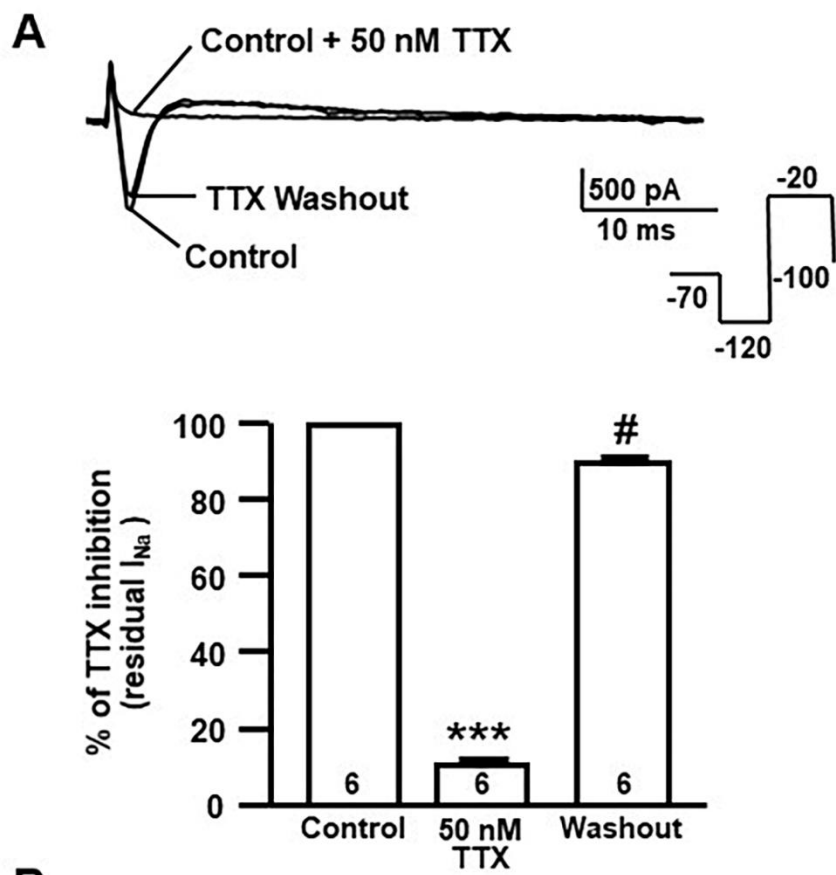 A
Control + 50 nM TTX
TTX Washout
Control
500 pA
10 ms
-20
-70
-100
-120
% of TTX inhibition
(residual INa)
100
80
60
40
20
0
***
#
6
6
6
Control
50 nM
TTX
Washout